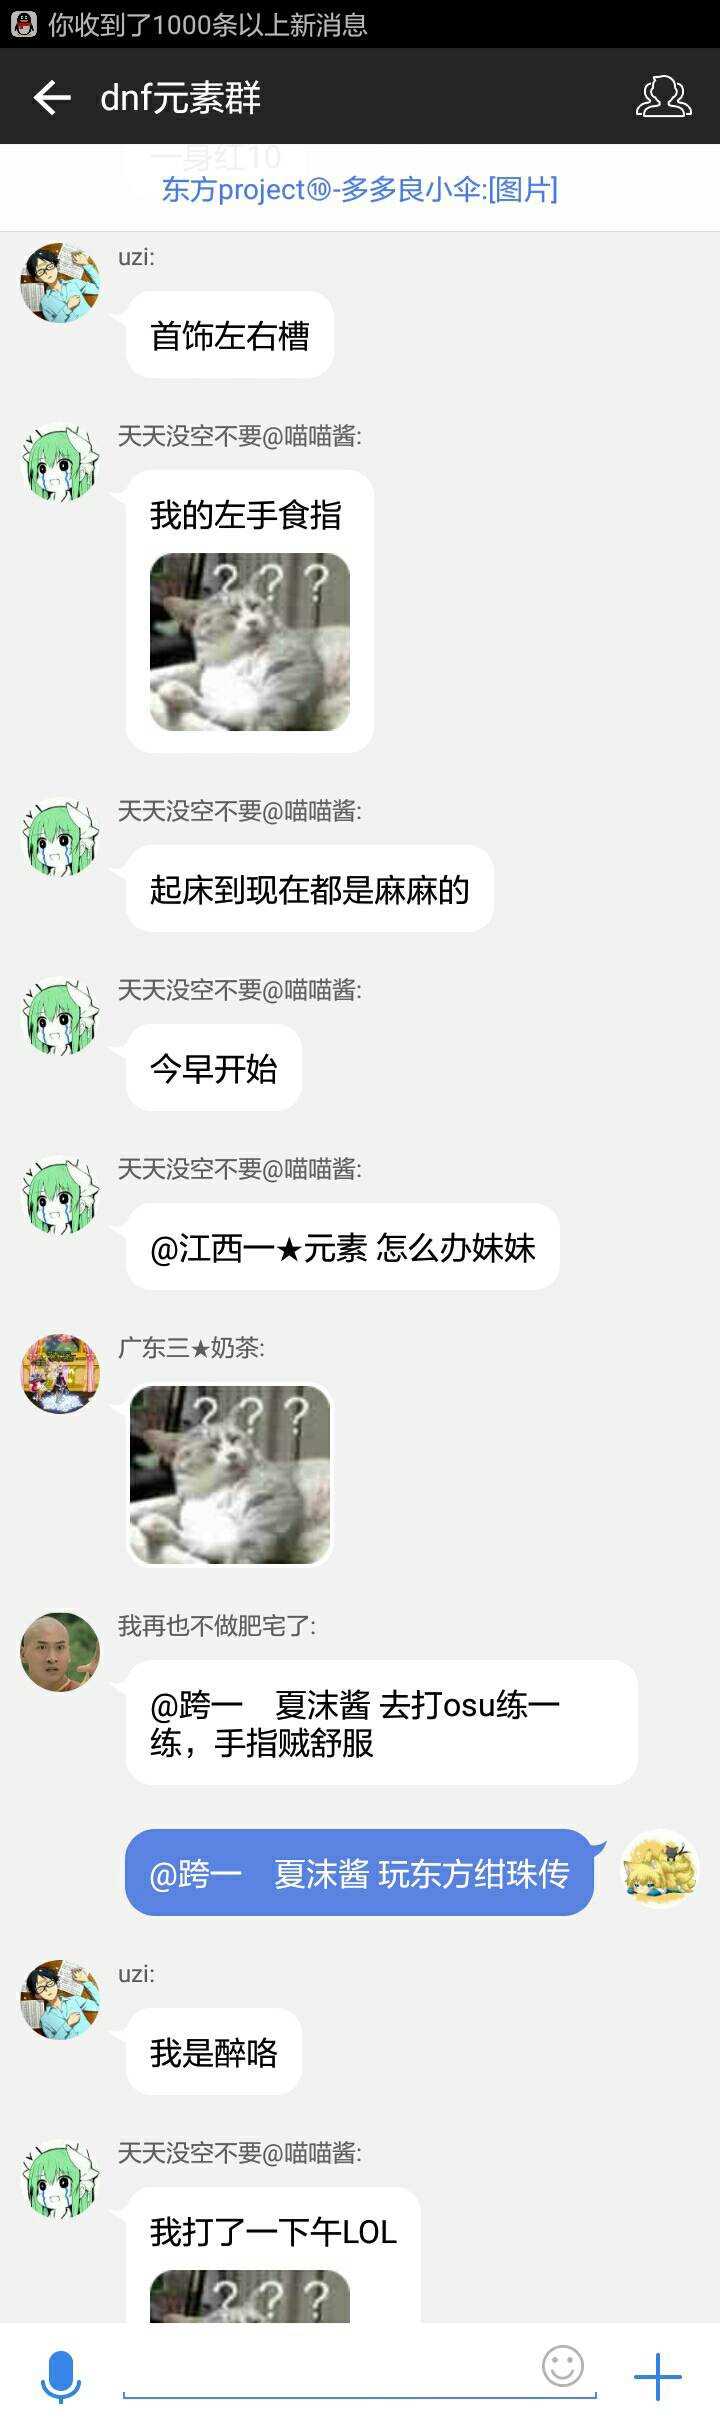 你收到了1000条以上新消息
dnf元素群
一身红10
东方project⑩-多多良小伞:[图片]
uzi:
首饰左右槽
天天没空不要@喵喵酱:
我的左手食指
? ? ?
天天没空不要@喵喵酱:
起床到现在都是麻麻的
天天没空不要@喵喵酱:
今早开始
天天没空不要@喵喵酱:
@江西一★元素 怎么办妹妹
广东三★奶茶:
? ? ?
我再也不做肥宅了:
@跨一　夏沫酱 去打osu练一
练，手指贼舒服
@跨一　夏沫酱 玩东方绀珠传
uzi:
我是醉咯
天天没空不要@喵喵酱:
我打了一下午LOL
? ? ?